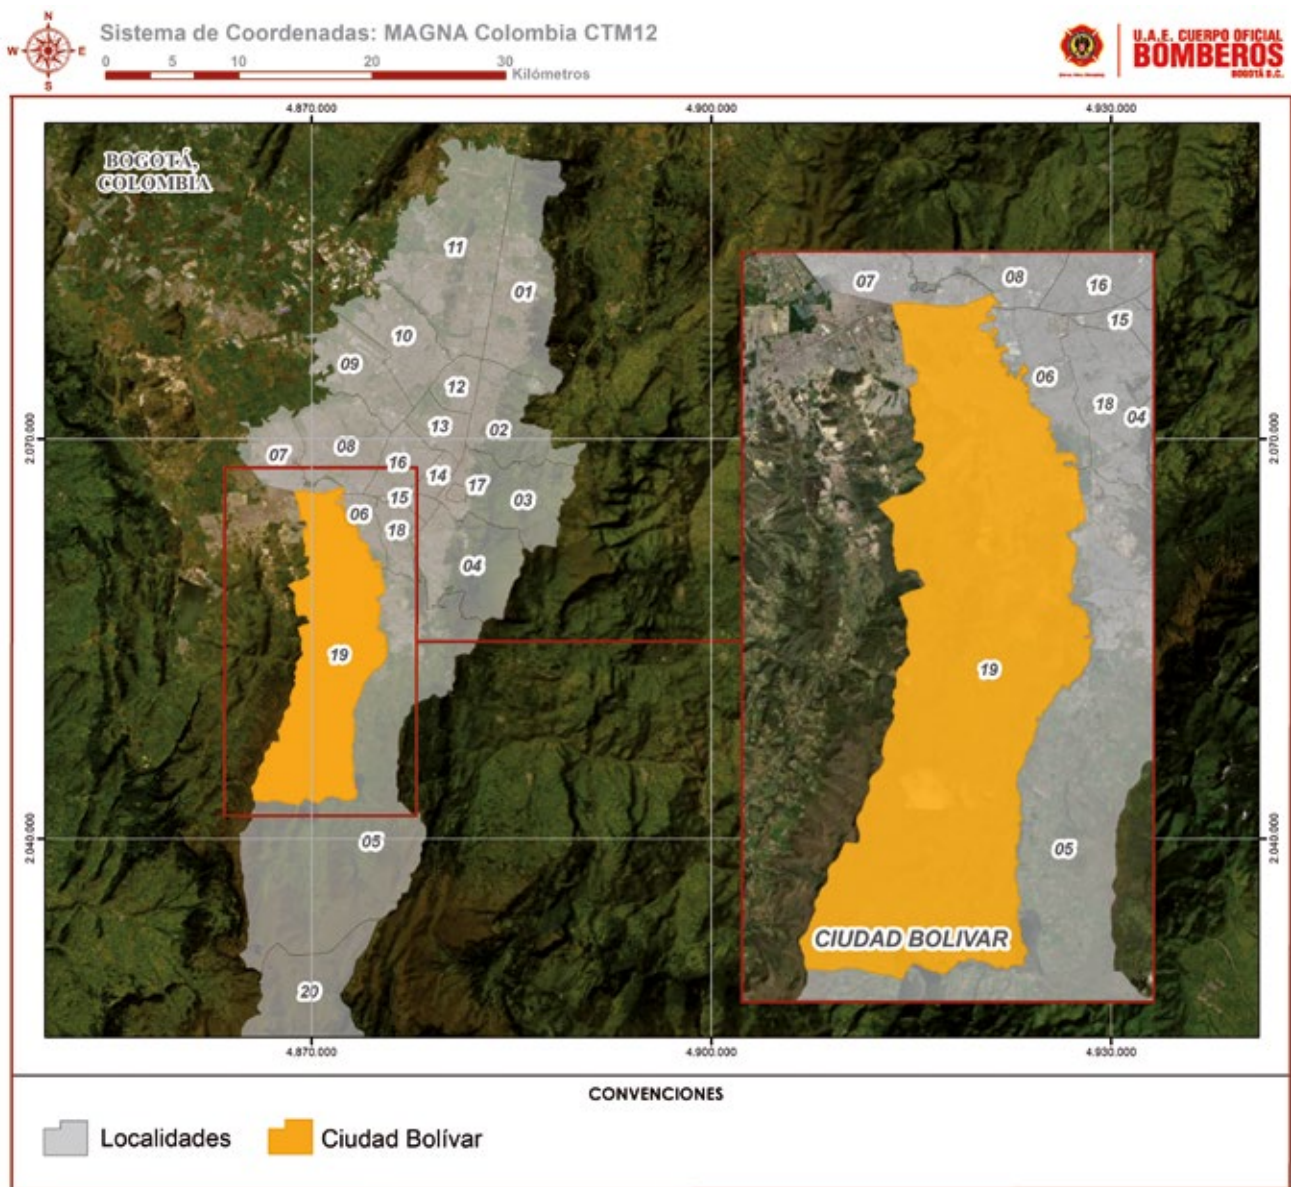 N
W E
S
Sistema de Coordenadas: MAGNA Colombia CTM12
0 5 10 20 30
Kilómetros
U.A.E. CUERPO OFICIAL
BOMBEROS
BOGOTÁ D.C.
4.870.000 4.900.000 4.930.000
BOGOTÁ,
COLOMBIA
11
01
10
09
12
13
02
08
07
16
14
17
15
03
06
18
04
19
05
20
2.070.000
2.040.000
07
08
16
15
06
18
04
19
05
CIUDAD BOLIVAR
2.070.000
2.040.000
4.870.000 4.900.000 4.930.000
CONVENCIONES
Localidades Ciudad Bolívar